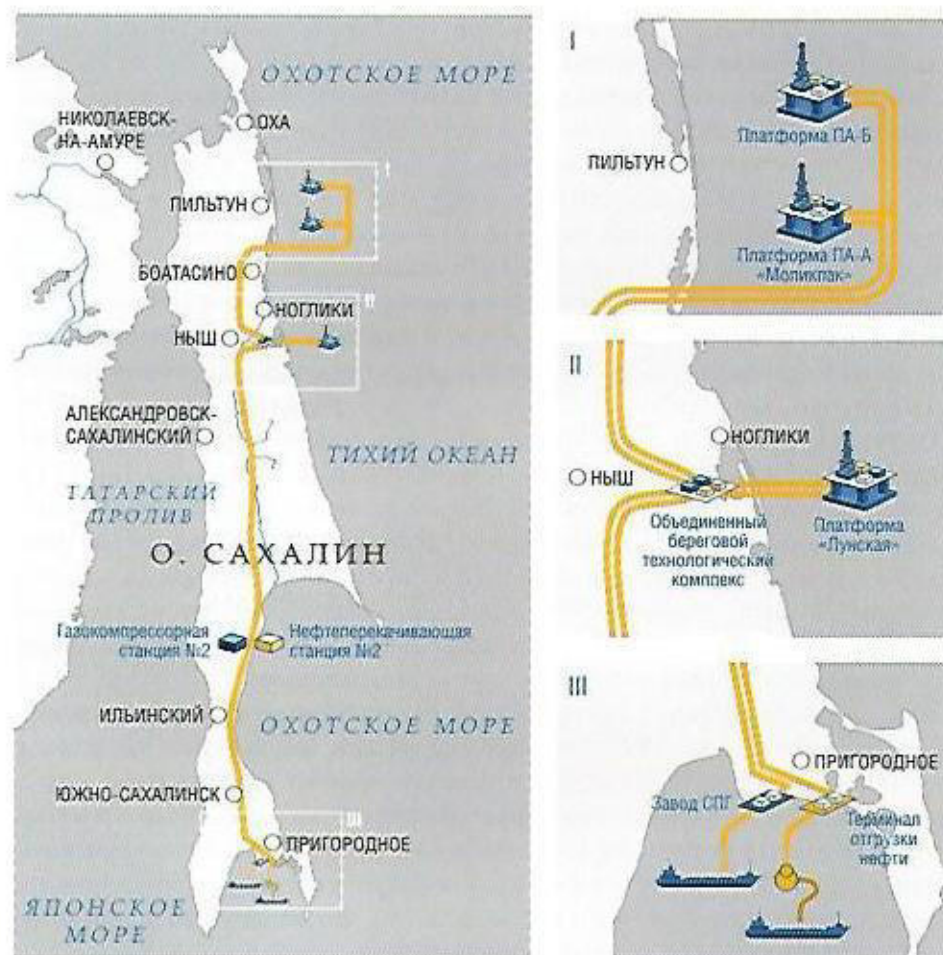 ОХОТСКОЕ МОРЕ
НИКОЛАЕВСК-
НА-АМУРЕ
ОХА
I
ПИЛЬТУН
БОАТАСИНО
II
НОГЛИКИ
НЫШ
АЛЕКСАНДРОВСК-
САХАЛИНСКИЙ
ТИХИЙ ОКЕАН
ТАТАРСКИЙ
ПРОЛИВ
О. САХАЛИН
Газокомпрессорная
станция №2
Нефтеперекачивающая
станция №2
ИЛЬИНСКИЙ
ОХОТСКОЕ МОРЕ
ЮЖНО-САХАЛИНСК
III
ПРИГОРОДНОЕ
ЯПОНСКОЕ
МОРЕ
I
Платформа ПА-Б
ПИЛЬТУН
Платформа ПА-А
«Моликпак»
II
НОГЛИКИ
НЫШ
Объединенный
береговой
технологический
комплекс
Платформа
«Лунская»
III
ПРИГОРОДНОЕ
Завод СПГ
Терминал
отгрузки
нефти